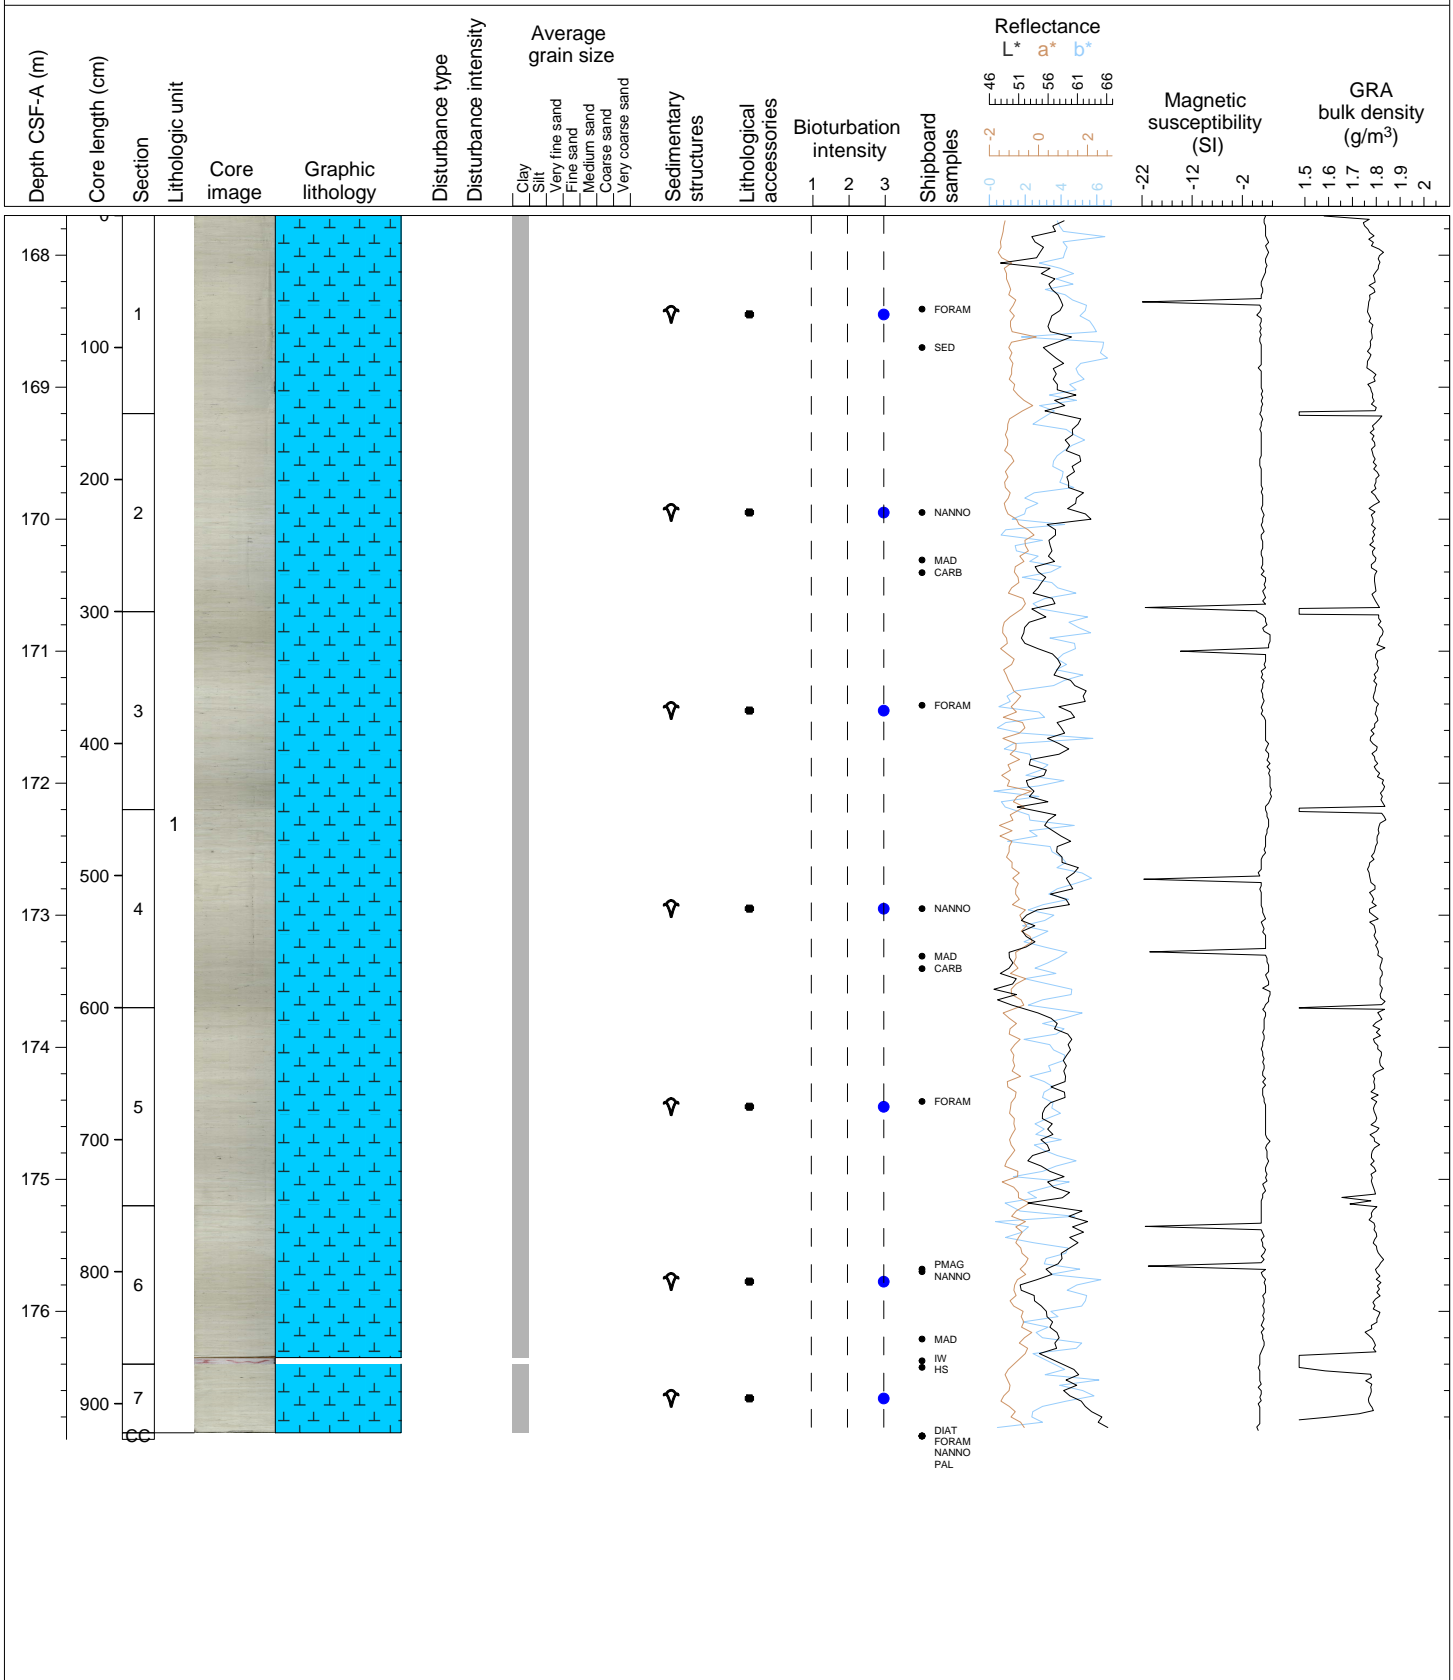 Depth CSF-A (m)
Core length (cm)
Section
Lithologic unit
Core
image
Graphic
lithology
Disturbance type
Disturbance intensity
Average
grain size
Clay
Silt
Very fine sand
Fine sand
Medium sand
Coarse sand
Very coarse sand
Sedimentary
structures
Lithological
accessories
Bioturbation
intensity
1 2 3
Shipboard
samples
Reflectance
L* a* b*
46 51 56 61 66
-2 0 2
-0 2 4 6
Magnetic
susceptibility
(SI)
-22 -12 -2
GRA
bulk density
(g/m3)
1.5 1.6 1.7 1.8 1.9 2
0
168
1
FORAM
100
SED
169
200
170
2
NANNO
MAD
CARB
300
171
3
FORAM
400
172
1
500
173
4
NANNO
MAD
CARB
600
174
5
FORAM
700
175
800
6
PMAG
NANNO
176
MAD
IW
HS
900
7
CC
DIAT
FORAM
NANNO
PAL